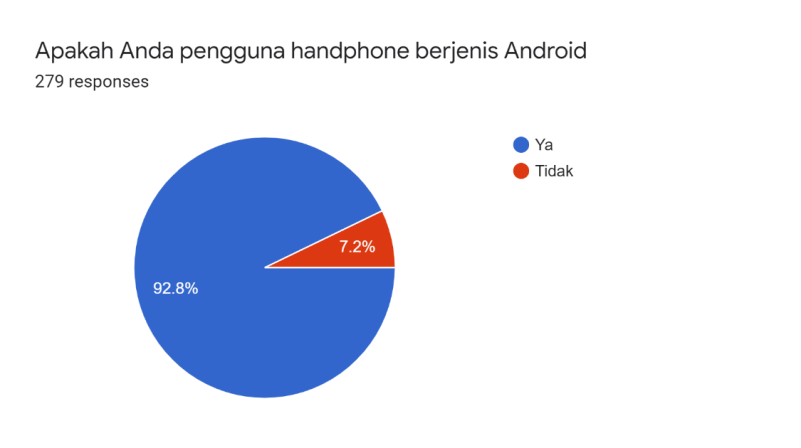 Apakah Anda pengguna handphone berjenis Android
279 responses
Ya
Tidak
7.2%
92.8%